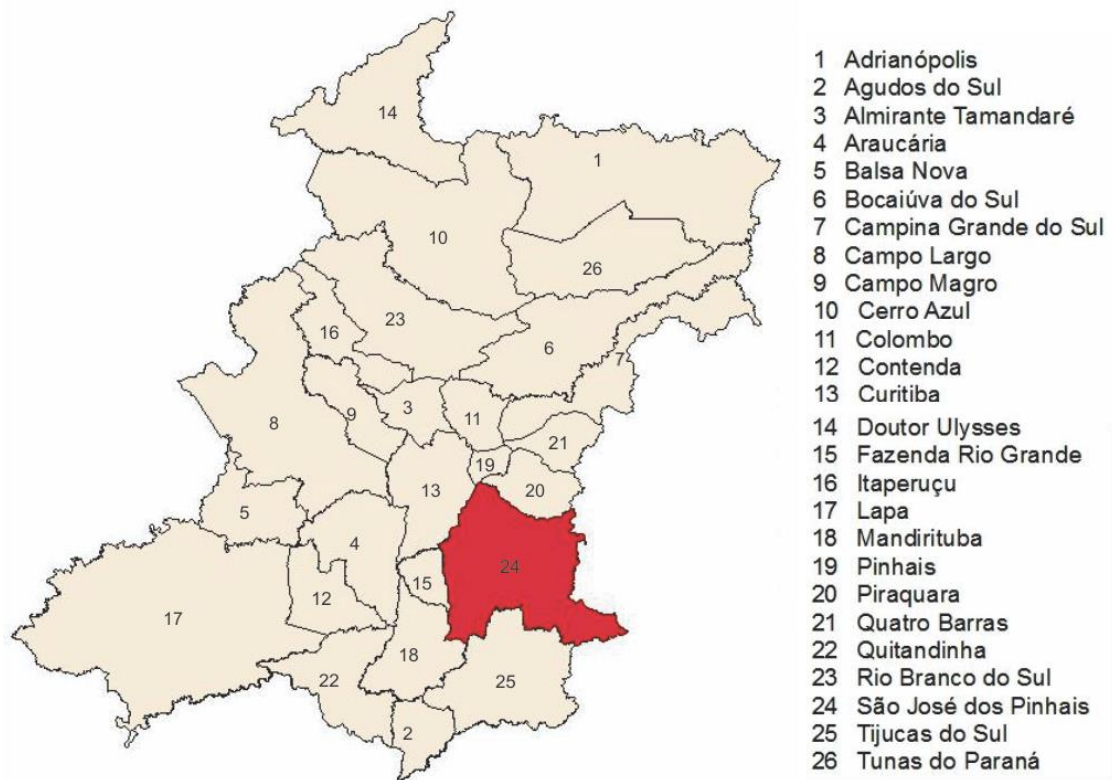 14
1
10
26
23
16
6
7
3
9
11
8
21
19
20
13
5
4
24
15
12
17
18
22
25
2
1 Adrianópolis
2 Agudos do Sul
3 Almirante Tamandaré
4 Araucária
5 Balsa Nova
6 Bocaiúva do Sul
7 Campina Grande do Sul
8 Campo Largo
9 Campo Magro
10 Cerro Azul
11 Colombo
12 Contenda
13 Curitiba
14 Doutor Ulysses
15 Fazenda Rio Grande
16 Itaperuçu
17 Lapa
18 Mandirituba
19 Pinhais
20 Piraquara
21 Quatro Barras
22 Quitandinha
23 Rio Branco do Sul
24 São José dos Pinhais
25 Tijucas do Sul
26 Tunas do Paraná